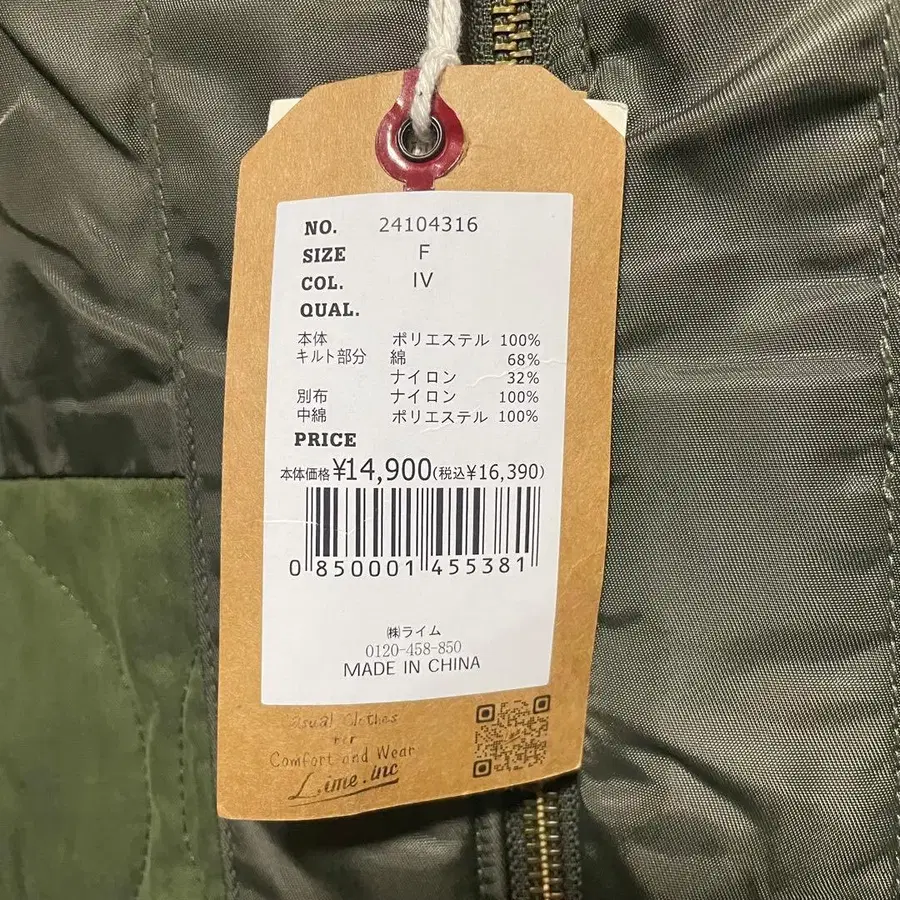 NO. 24104316
SIZE F
COL. IV
QUAL.
本体 ポリエステル 100%
キルト部分 綿 68%
ナイロン 32%
別布 ナイロン 100%
中綿 ポリエステル 100%
PRICE
本体価格 ¥14,900(税込¥16,390)
0 850001 455381
㈱ライム
0120-458-850
MADE IN CHINA
asual Clothes
for
Comfort and Wear
Lime.inc